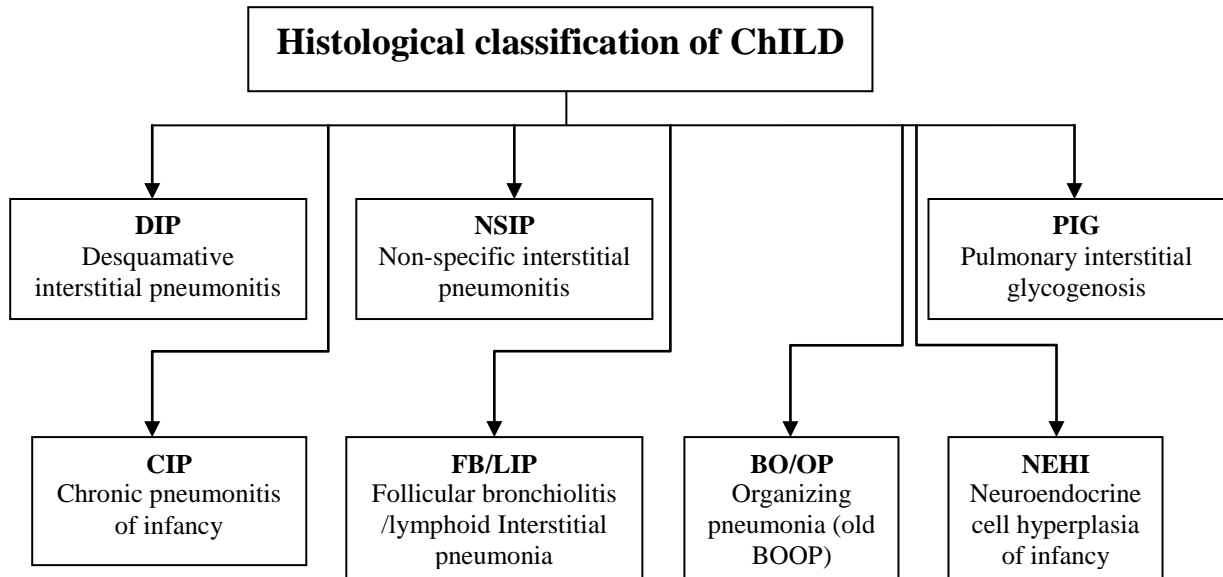 Histological classification of ChILD
DIP
Desquamative
interstitial pneumonitis
NSIP
Non-specific interstitial
pneumonitis
PIG
Pulmonary interstitial
glycogenosis
CIP
Chronic pneumonitis
of infancy
FB/LIP
Follicular bronchiolitis
/lymphoid Interstitial
pneumonia
BO/OP
Organizing
pneumonia (old
BOOP)
NEHI
Neuroendocrine
cell hyperplasia
of infancy